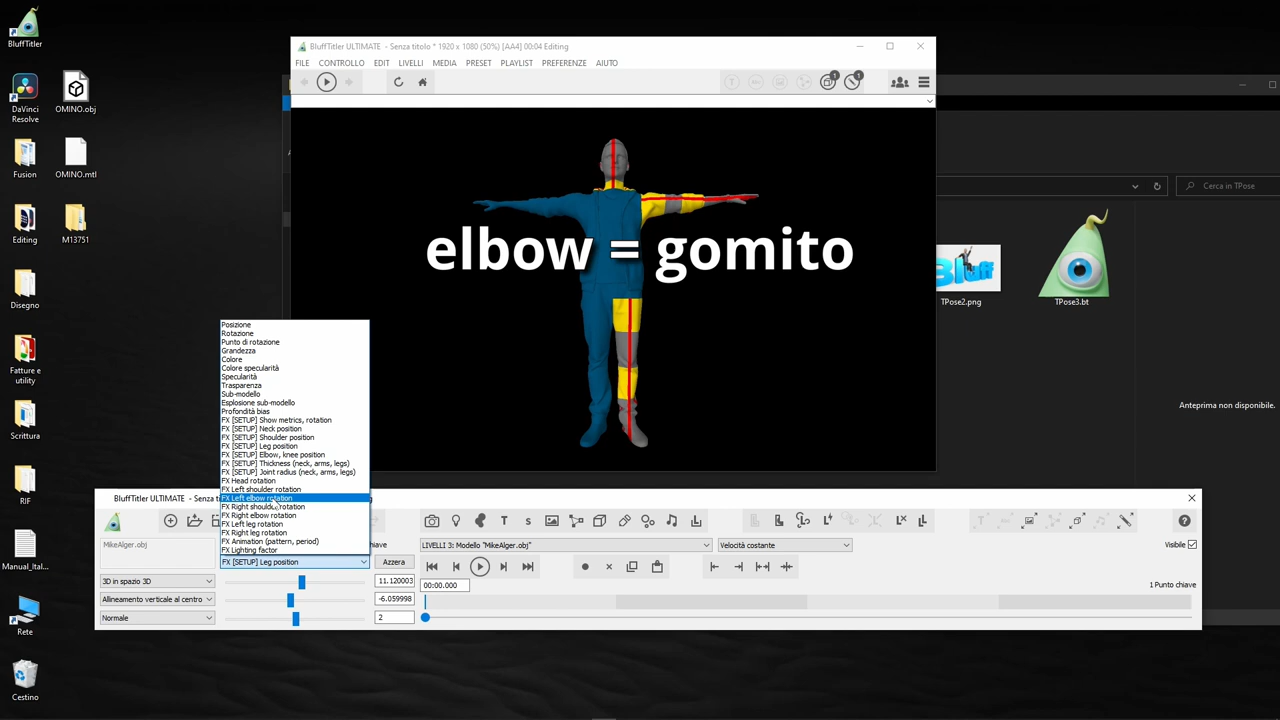 BluffTitler
DaVinci
Resolve
OMINO.obj
Fusion
OMINO.mtl
Editing
M13751
Disegno
Fatture e
utility
Scrittura
RIF
Manual_Ital...
Rete
Cestino
BluffTitler ULTIMATE - Senza titolo * 1920 x 1080 (50%) [AA4] 00:04 Editing
FILE CONTROLLO EDIT LIVELLI MEDIA PRESET PLAYLIST PREFERENZE AIUTO
1 1
elbow = gomito
Cerca in TPose
TPose2.png
TPose3.bt
Anteprima non disponibile.
Posizione
Rotazione
Punto di rotazione
Grandezza
Colore
Colore specularità
Specularità
Trasparenza
Sub-modello
Esplosione sub-modello
Profondità bias
FX [SETUP] Show metrics, rotation
FX [SETUP] Neck position
FX [SETUP] Shoulder position
FX [SETUP] Leg position
FX [SETUP] Elbow, knee position
FX [SETUP] Thickness (neck, arms, legs)
FX [SETUP] Joint radius (neck, arms, legs)
FX Head rotation
FX Left shoulder rotation
FX Left elbow rotation
FX Right shoulder rotation
FX Right elbow rotation
FX Left leg rotation
FX Right leg rotation
FX Animation (pattern, period)
FX Lighting factor
BluffTitler ULTIMATE - Senza
MikeAlger.obj
FX [SETUP] Leg position
Azzera
LIVELLI 3: Modello "MikeAlger.obj"
Velocità costante
Visibile
3D in spazio 3D
11.120003
Allineamento verticale al centro
-6.059998
Normale
2
00:00.000
1 Punto chiave